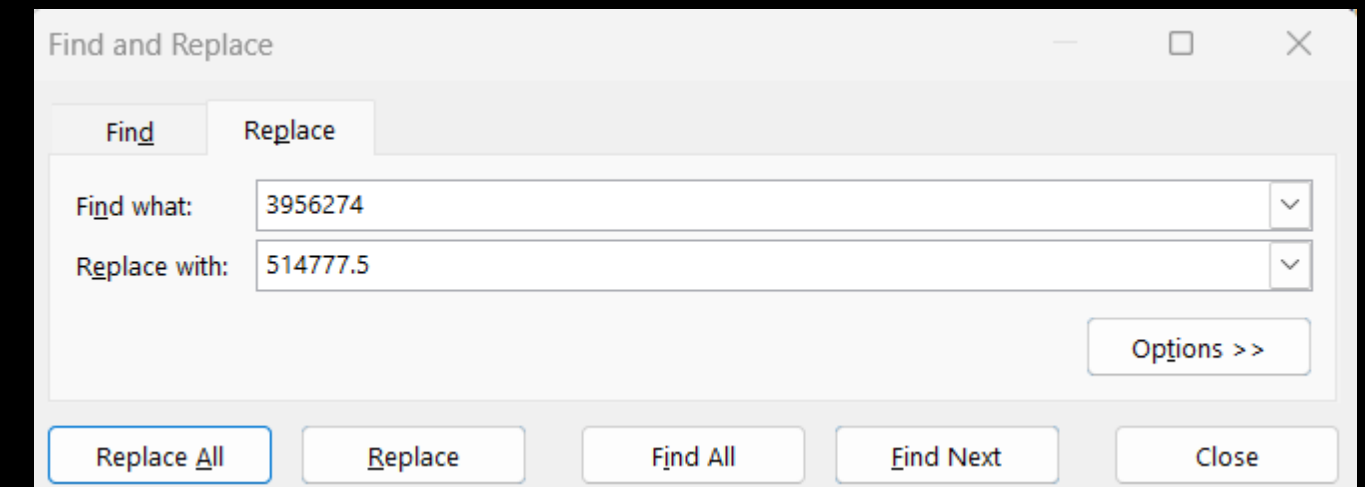 Find and Replace
Find Replace
Find what: 3956274
Replace with: 514777.5
Options >>
Replace All Replace Find All Find Next Close